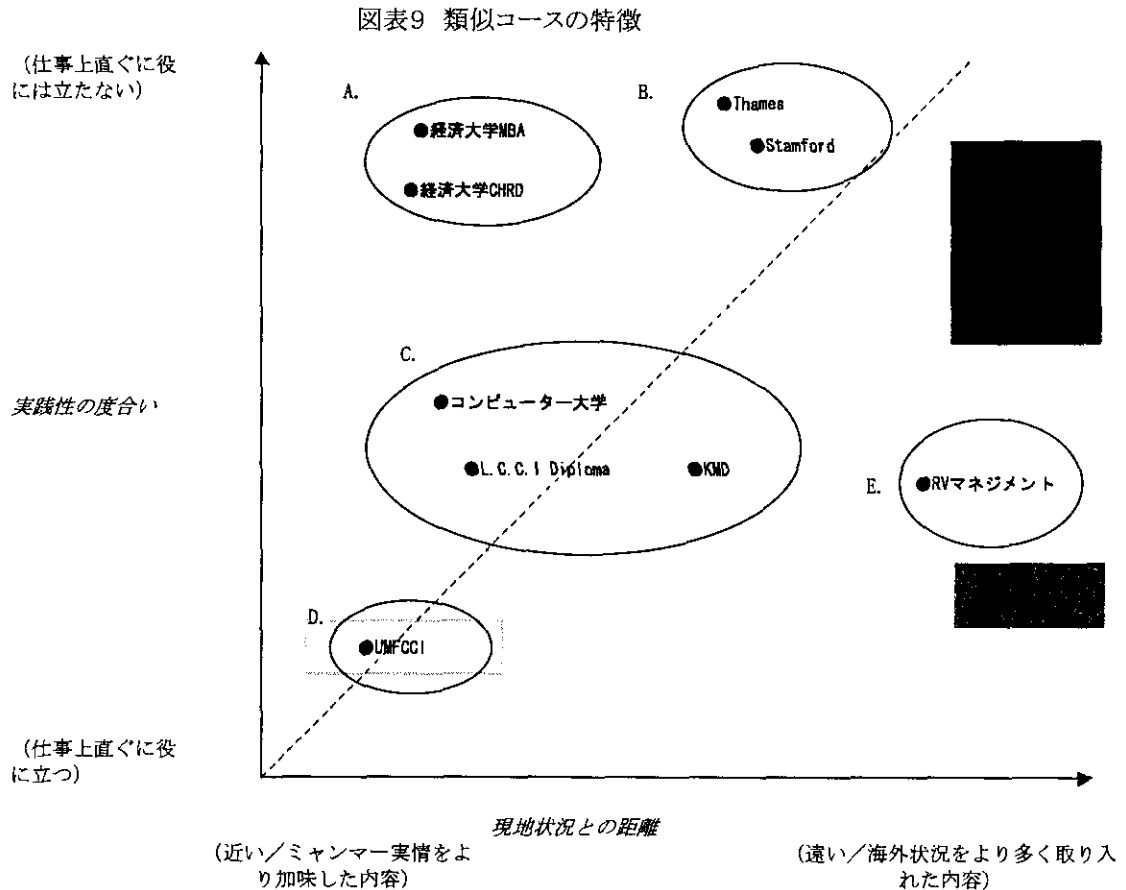 図表9 類似コースの特徴
(仕事上直ぐに役
には立たない)
A.
●経済大学MBA
●経済大学CHRD
B.
●Thames
●Stamford
実践性の度合い
C.
●コンピューター大学
●L.C.C.I Diploma
●KMD
E.
●RVマネジメント
D.
●UMFCCI
(仕事上直ぐに役
に立つ)
現地状況との距離
(近い／ミャンマー実情をよ
り加味した内容)
(遠い／海外状況をより多く取り入
れた内容)